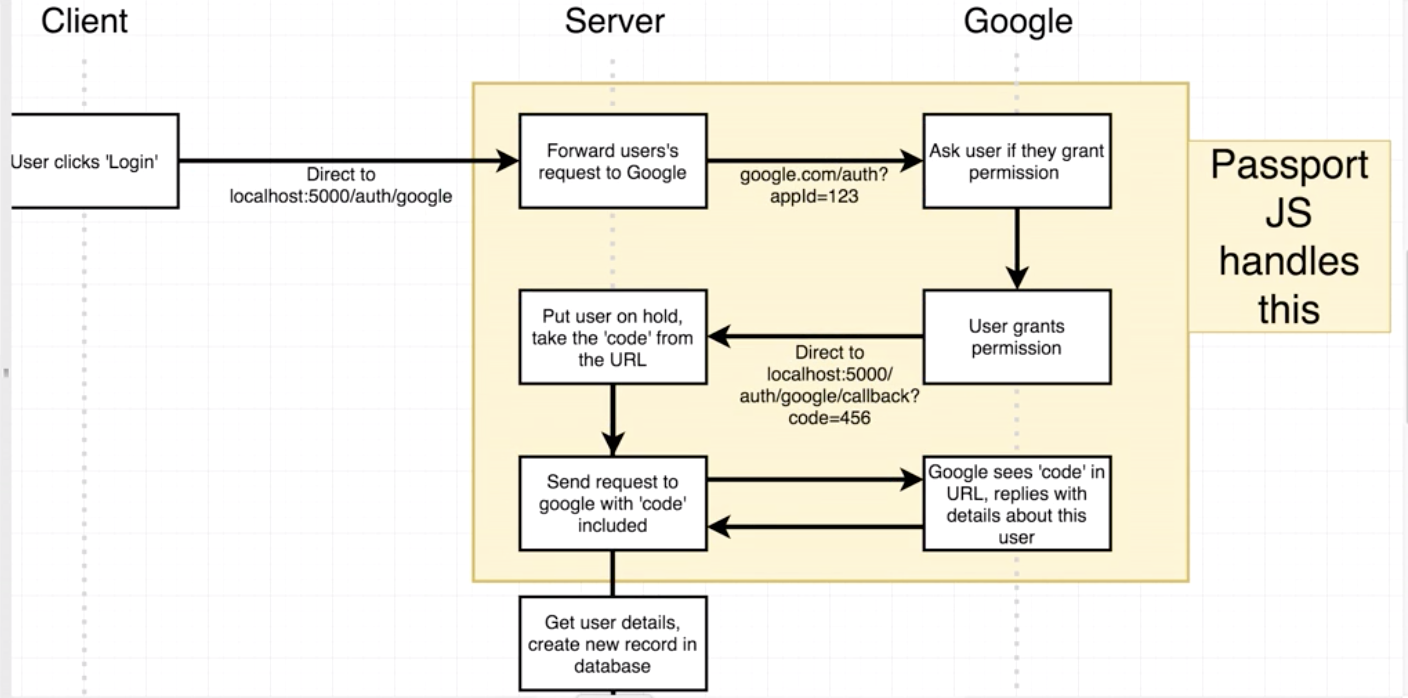 Client
Server
Google
User clicks 'Login'
Direct to
localhost:5000/auth/google
Forward users's
request to Google
google.com/auth?
appId=123
Ask user if they grant
permission
Passport
JS
handles
this
Put user on hold,
take the 'code' from
the URL
Direct to
localhost:5000/
auth/google/callback?
code=456
User grants
permission
Send request to
google with 'code'
included
Google sees 'code' in
URL, replies with
details about this
user
Get user details,
create new record in
database